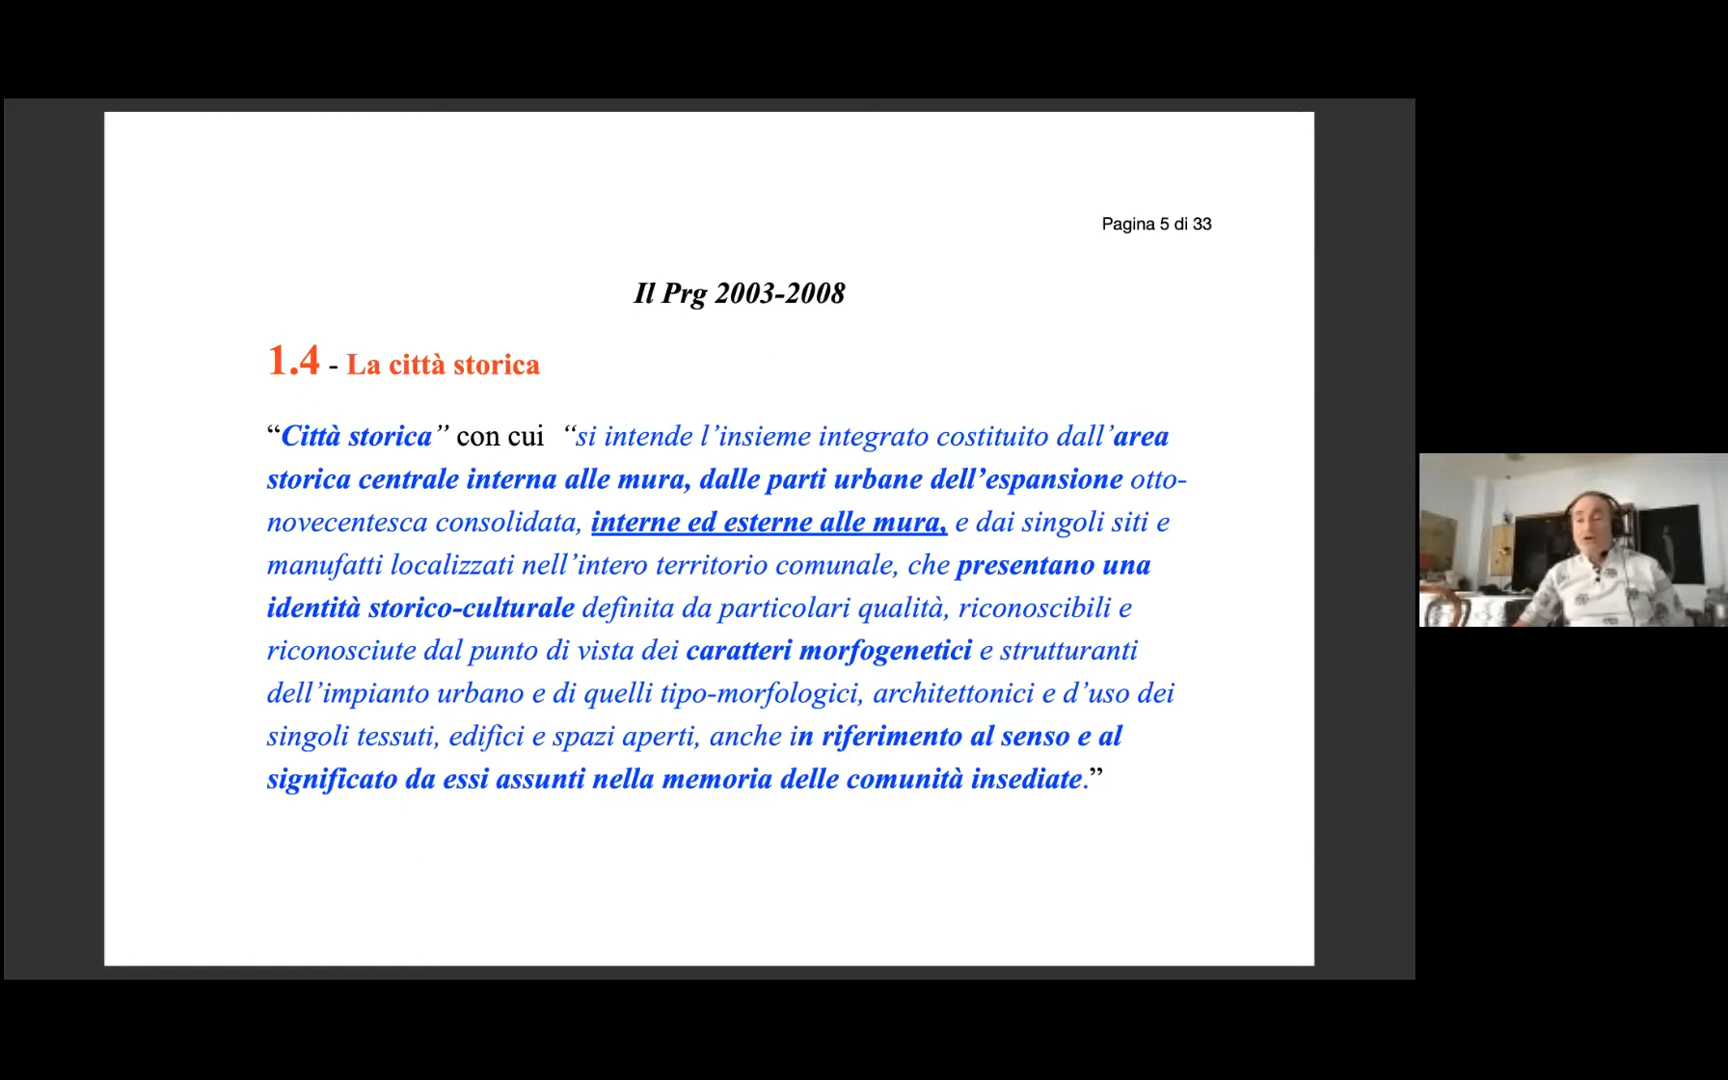 Pagina 5 di 33
Il Prg 2003-2008
1.4 - La città storica
“Città storica” con cui “si intende l’insieme integrato costituito dall’area
storica centrale interna alle mura, dalle parti urbane dell’espansione otto-
novecentesca consolidata, interne ed esterne alle mura, e dai singoli siti e
manufatti localizzati nell’intero territorio comunale, che presentano una
identità storico-culturale definita da particolari qualità, riconoscibili e
riconosciute dal punto di vista dei caratteri morfogenetici e strutturanti
dell’impianto urbano e di quelli tipo-morfologici, architettonici e d’uso dei
singoli tessuti, edifici e spazi aperti, anche in riferimento al senso e al
significato da essi assunti nella memoria delle comunità insediate.”